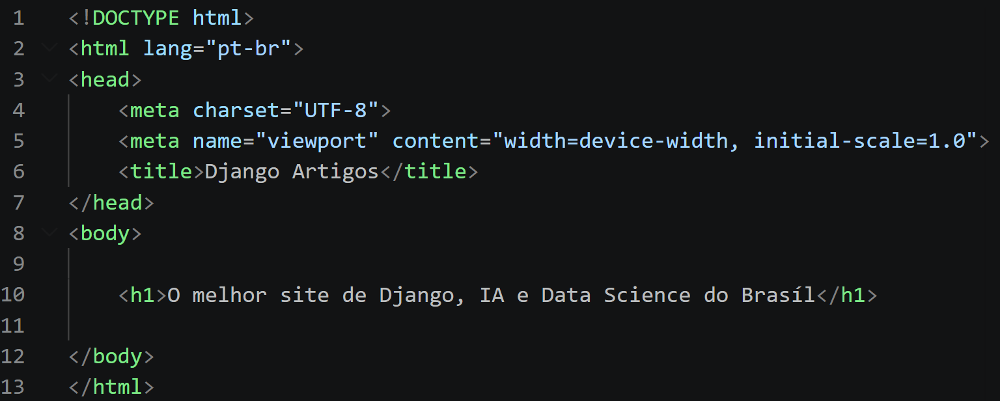 1 <!DOCTYPE html>
2 <html lang="pt-br">
3 <head>
4     <meta charset="UTF-8">
5     <meta name="viewport" content="width=device-width, initial-scale=1.0">
6     <title>Django Artigos</title>
7 </head>
8 <body>
9
10     <h1>O melhor site de Django, IA e Data Science do Brasíl</h1>
11
12 </body>
13 </html>